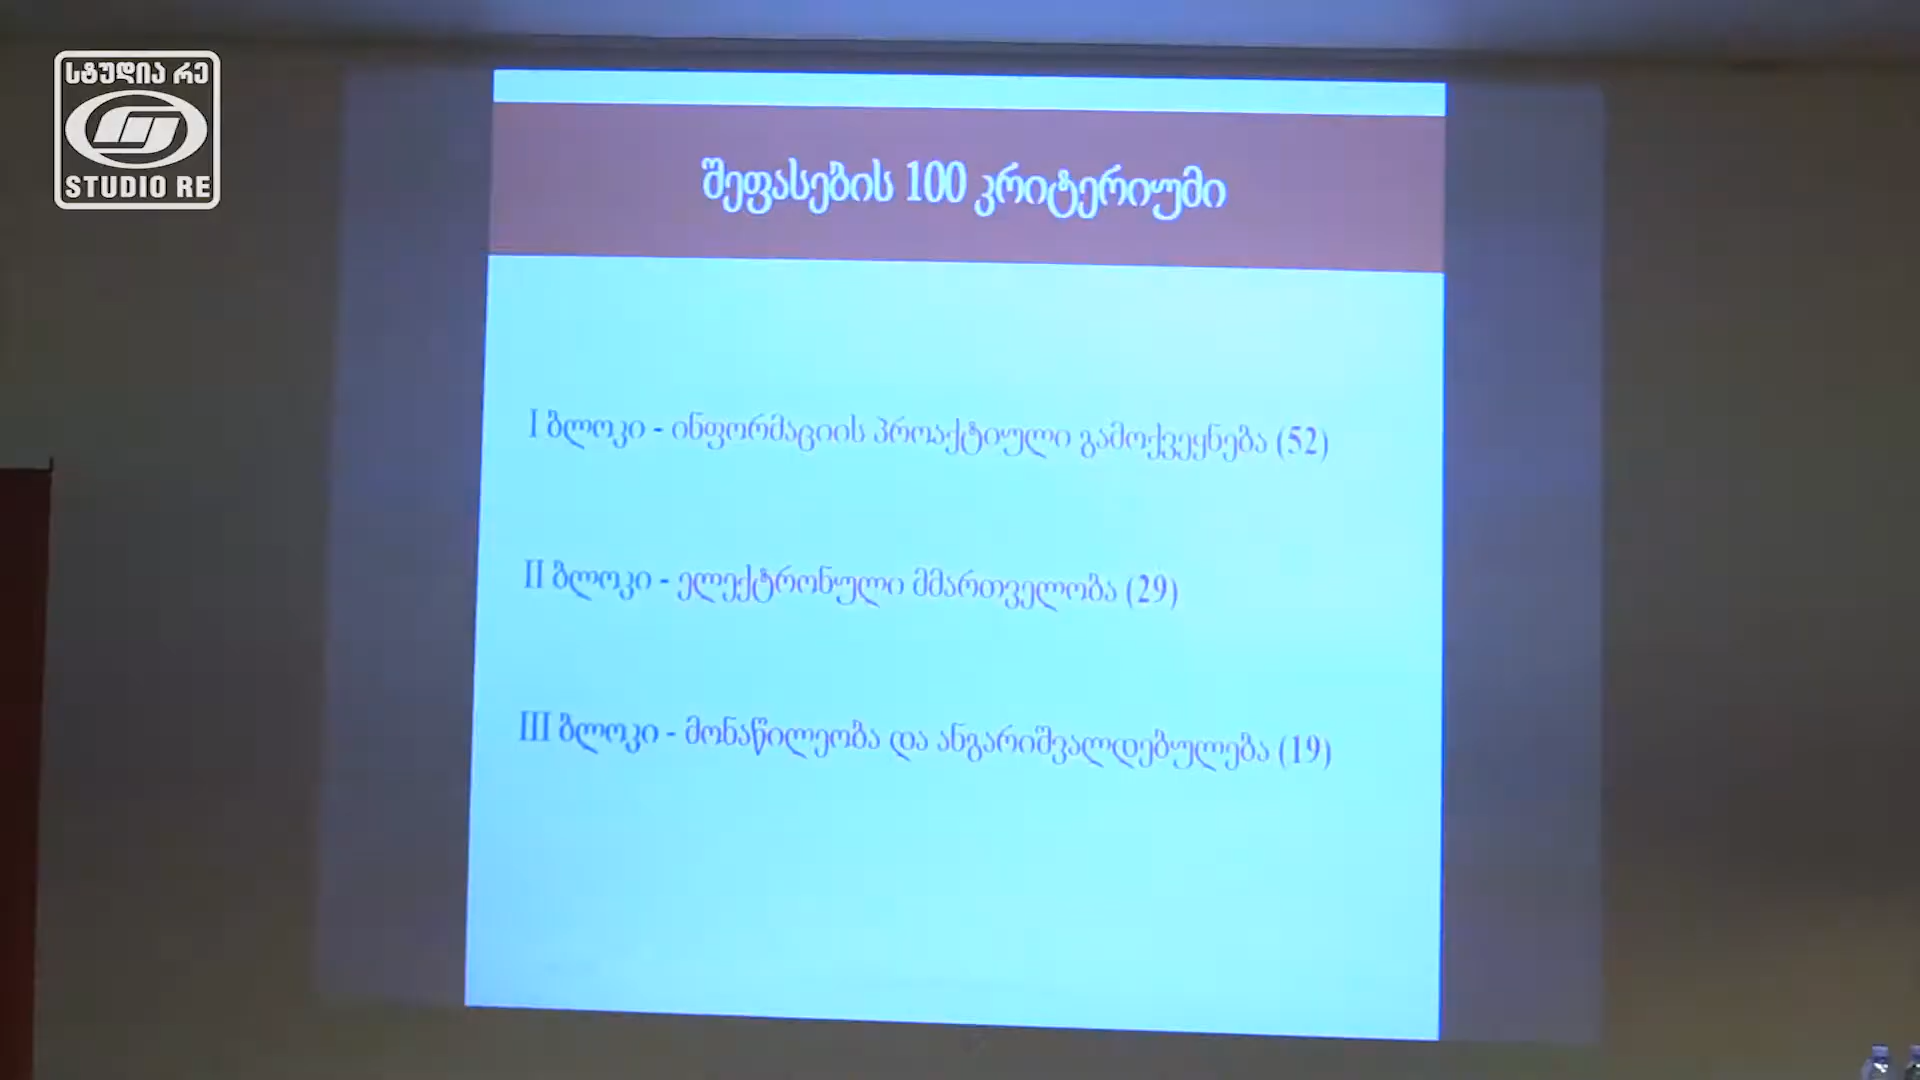 სტუდია რე
STUDIO RE
შეფასების 100 კრიტერიუმი
I ბლოკი - ინფორმაციის პროაქტიული გამოქვეყნება (52)
II ბლოკი - ელექტრონული მმართველობა (29)
III ბლოკი - მონაწილეობა და ანგარიშვალდებულება (19)